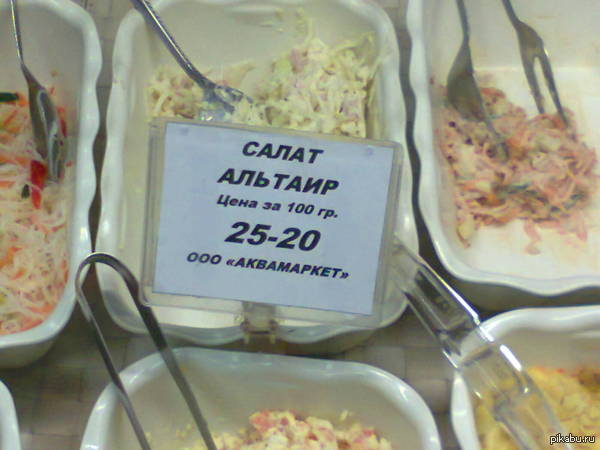 САЛАТ
АЛЬТАИР
Цена за 100 гр.
25-20
ООО «АКВАМАРКЕТ»
pikabu.ru